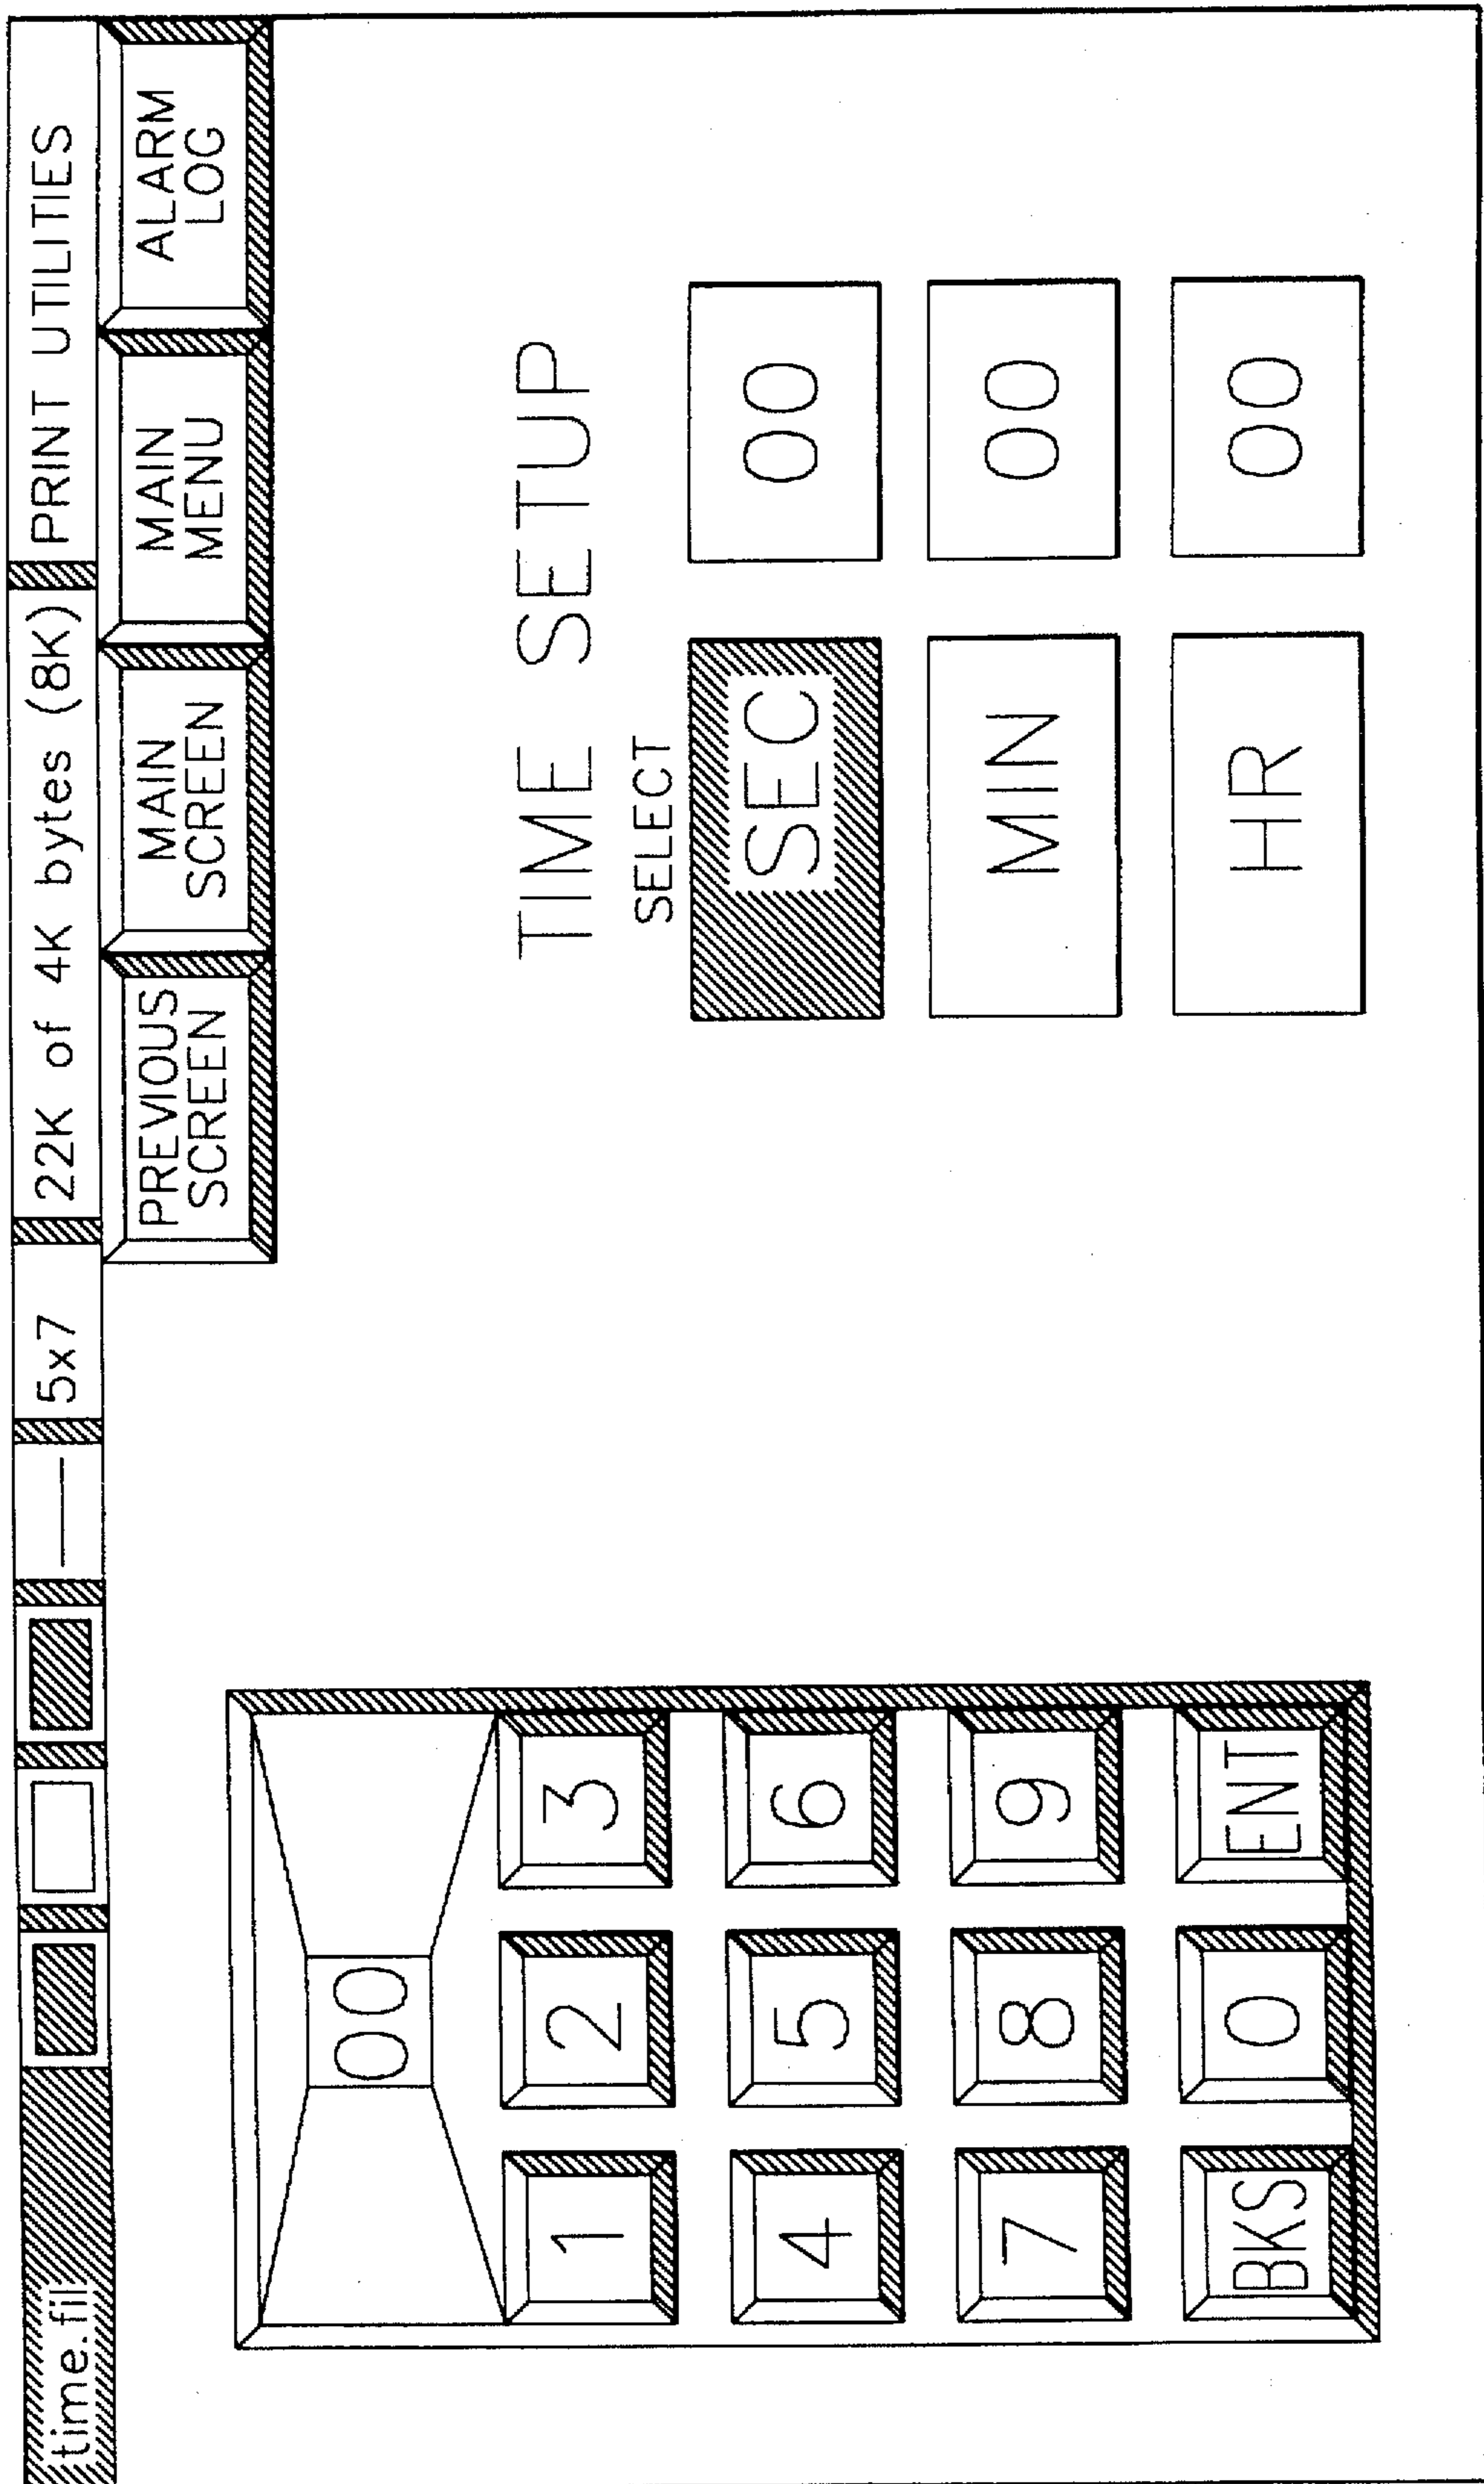 time.fil 5x7 22K of 4K bytes (8K) PRINT UTILITIES
PREVIOUS SCREEN
MAIN SCREEN
MAIN MENU
ALARM LOG
00
1 2 3
4 5 6
7 8 9
BKS 0 ENT
TIME SETUP
SELECT
SEC 00
MIN 00
HR 00